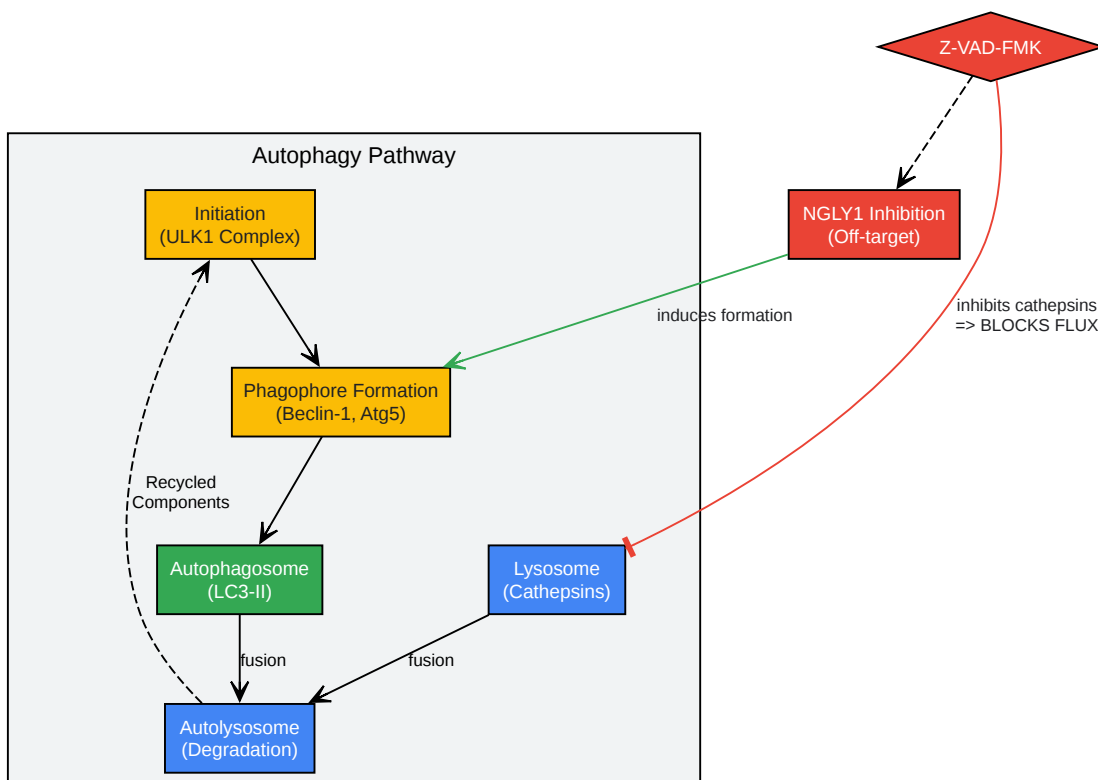 Z-VAD-FMK
Autophagy Pathway
Initiation
(ULK1 Complex)
NGLY1 Inhibition
(Off-target)
induces formation
inhibits cathepsins
=> BLOCKS FLUX
Phagophore Formation
(Beclin-1, Atg5)
Recycled
Components
Autophagosome
(LC3-II)
Lysosome
(Cathepsins)
fusion
fusion
Autolysosome
(Degradation)